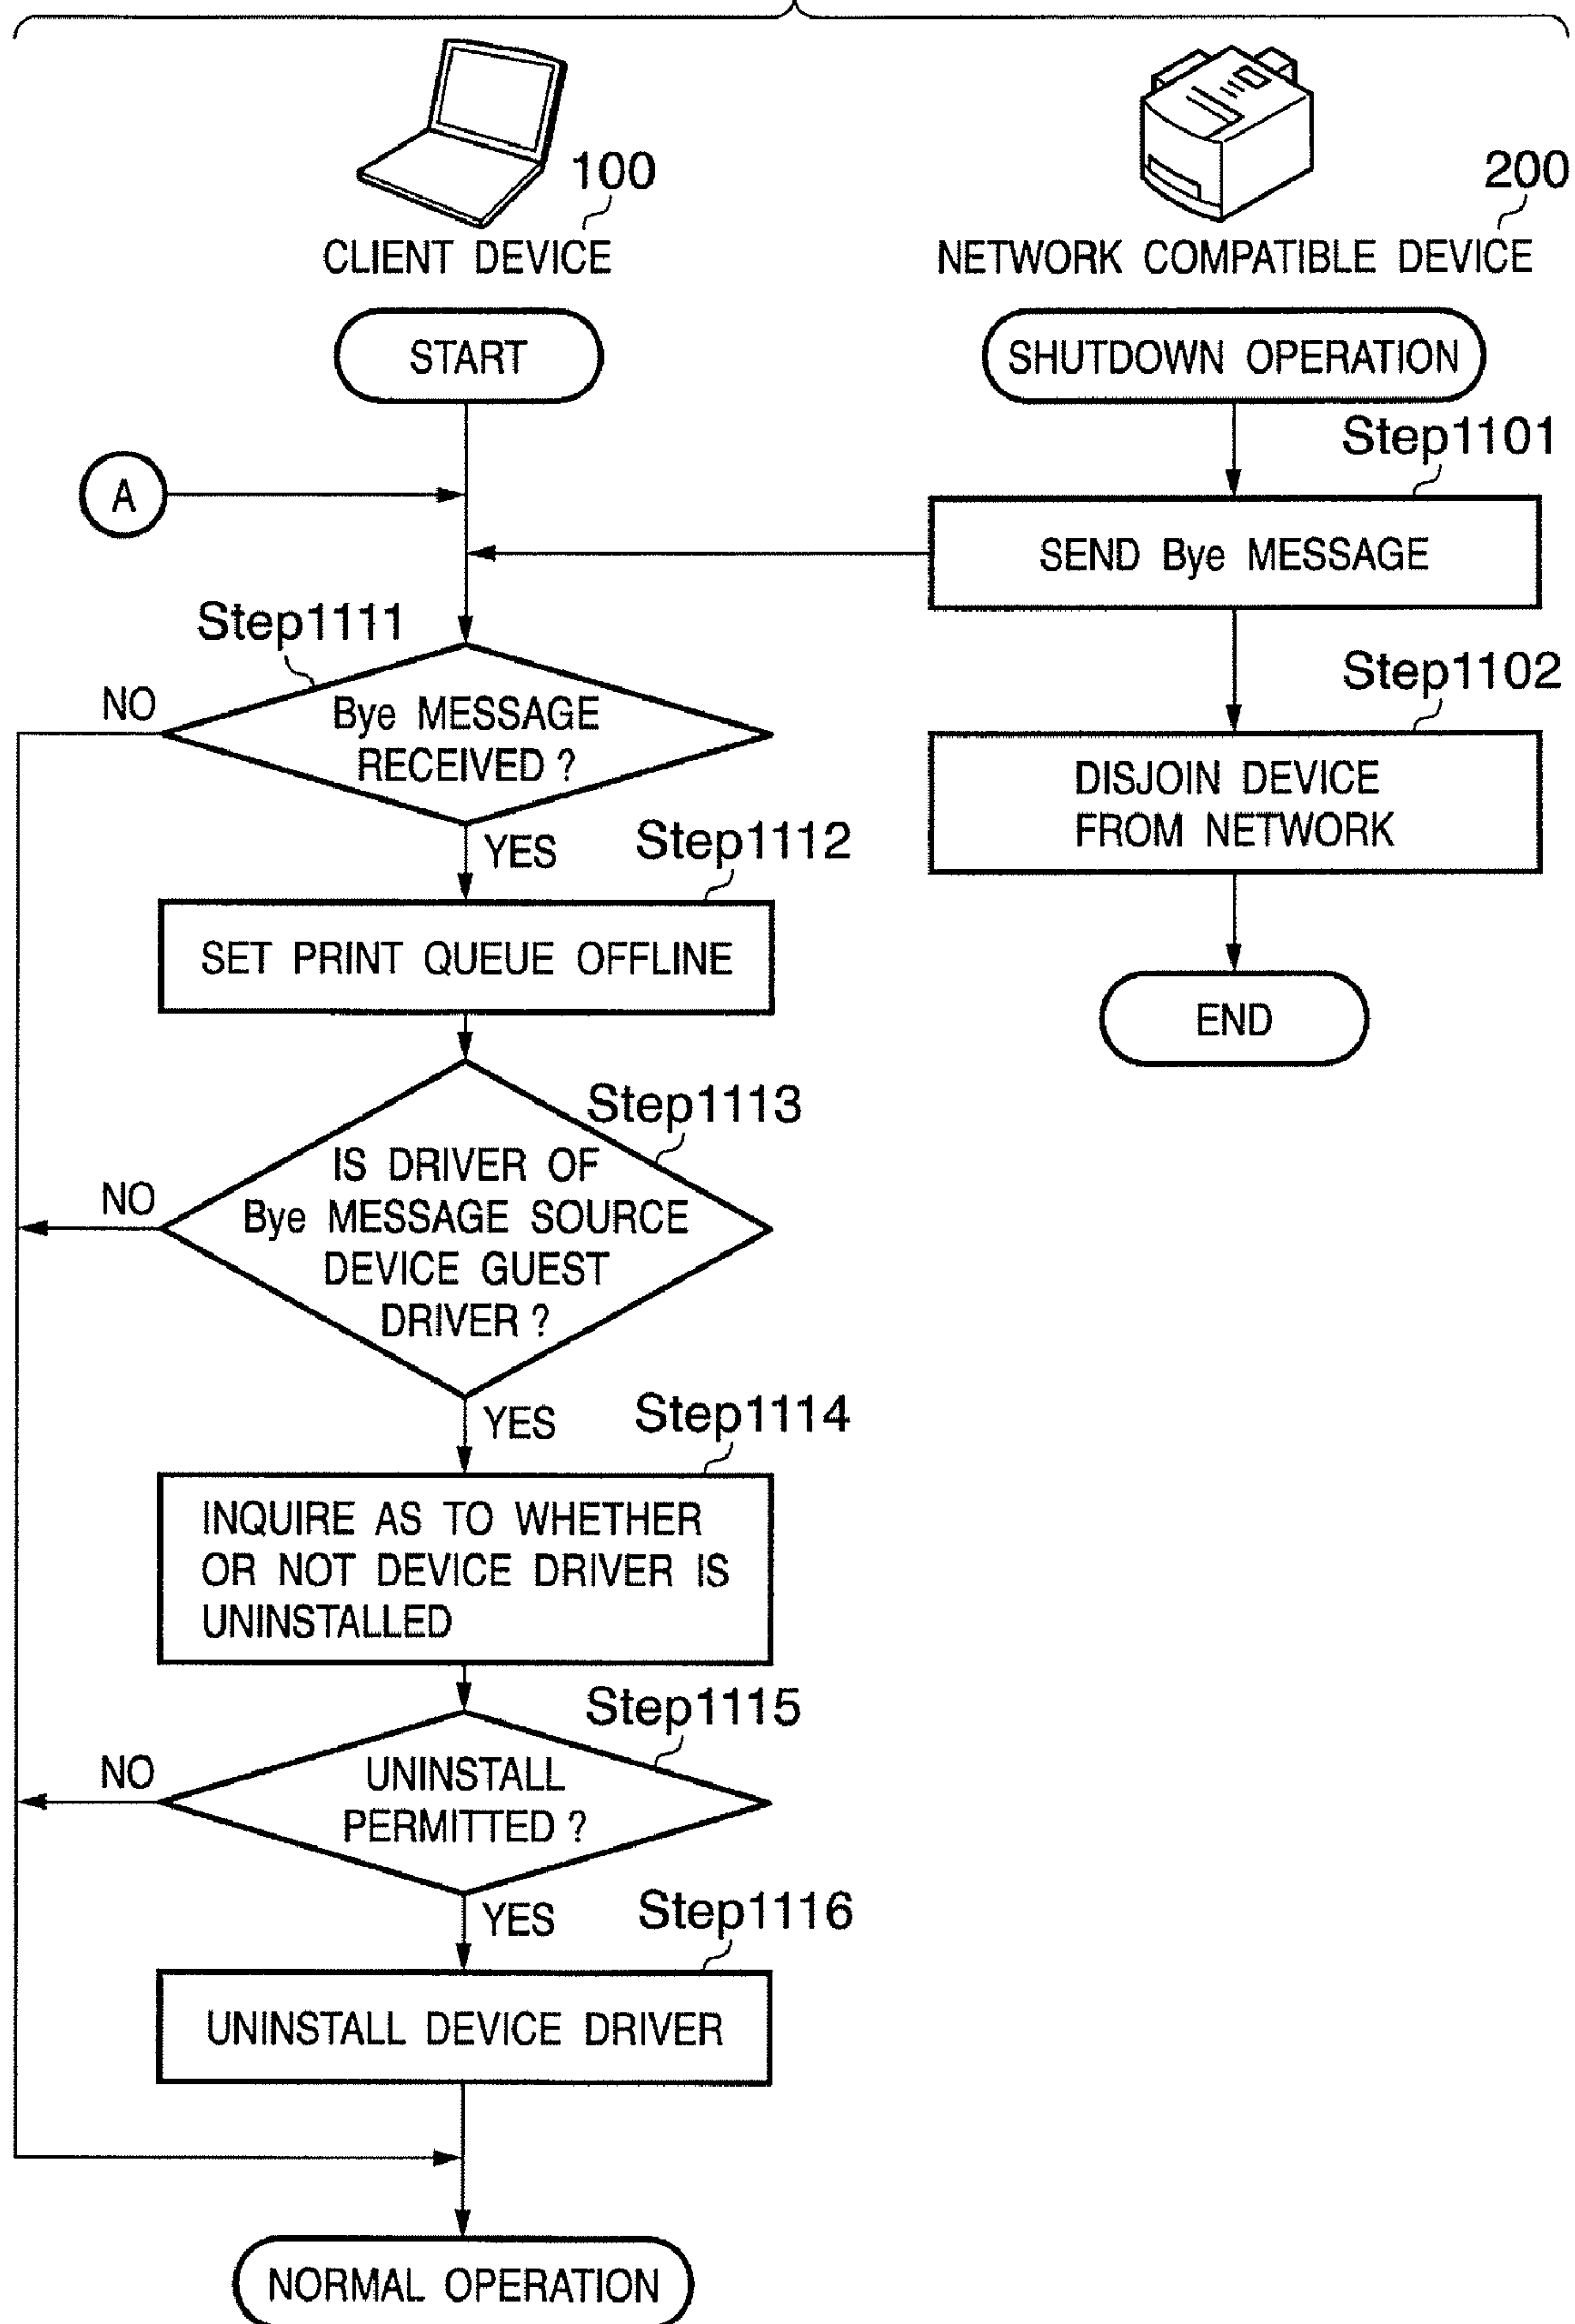 100
CLIENT DEVICE
START
A
Step1111
Bye MESSAGE
RECEIVED ?
NO
YES
Step1112
SET PRINT QUEUE OFFLINE
Step1113
IS DRIVER OF
Bye MESSAGE SOURCE
DEVICE GUEST
DRIVER ?
NO
YES
Step1114
INQUIRE AS TO WHETHER
OR NOT DEVICE DRIVER IS
UNINSTALLED
Step1115
UNINSTALL
PERMITTED ?
NO
YES
Step1116
UNINSTALL DEVICE DRIVER
NORMAL OPERATION
200
NETWORK COMPATIBLE DEVICE
SHUTDOWN OPERATION
Step1101
SEND Bye MESSAGE
Step1102
DISJOIN DEVICE
FROM NETWORK
END